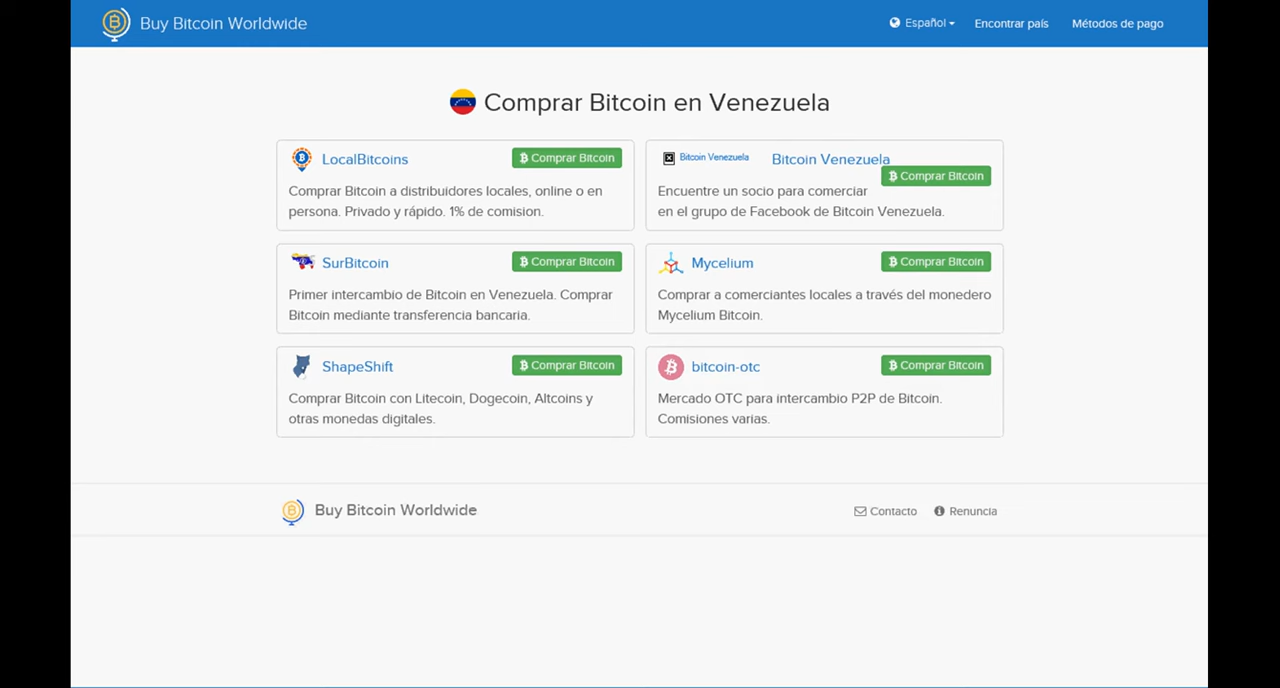 Buy Bitcoin Worldwide
Español
Encontrar país
Métodos de pago
Comprar Bitcoin en Venezuela
LocalBitcoins
Comprar Bitcoin
Comprar Bitcoin a distribuidores locales, online o en
persona. Privado y rápido. 1% de comision.
Bitcoin Venezuela
Bitcoin Venezuela
Comprar Bitcoin
Encuentre un socio para comerciar
en el grupo de Facebook de Bitcoin Venezuela.
SurBitcoin
Comprar Bitcoin
Primer intercambio de Bitcoin en Venezuela. Comprar
Bitcoin mediante transferencia bancaria.
Mycelium
Comprar Bitcoin
Comprar a comerciantes locales a través del monedero
Mycelium Bitcoin.
ShapeShift
Comprar Bitcoin
Comprar Bitcoin con Litecoin, Dogecoin, Altcoins y
otras monedas digitales.
bitcoin-otc
Comprar Bitcoin
Mercado OTC para intercambio P2P de Bitcoin.
Comisiones varias.
Buy Bitcoin Worldwide
Contacto
Renuncia